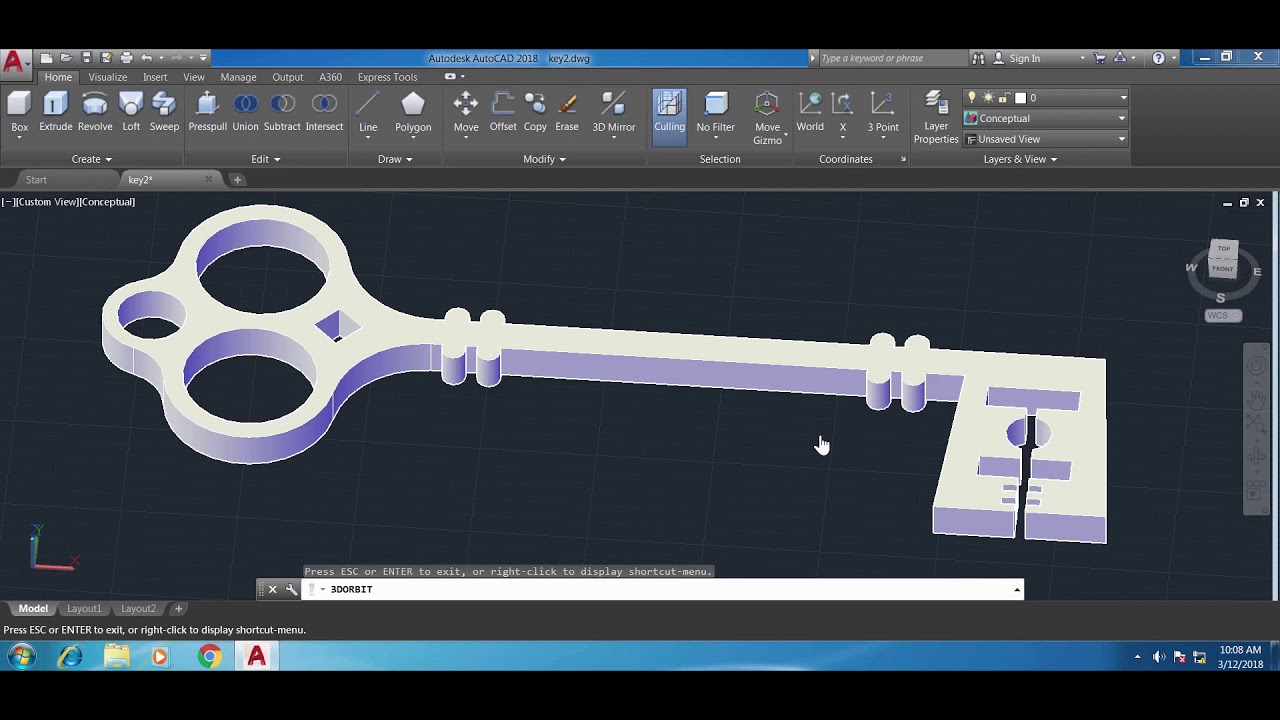 Autodesk AutoCAD 2018 key2.dwg
Type a keyword or phrase
Sign In
Home Visualize Insert View Manage Output A360 Express Tools
Box Extrude Revolve Loft Sweep Presspull Union Subtract Intersect Line Polygon Move Offset Copy Erase 3D Mirror Culling No Filter Move Gizmo World X 3 Point Layer Properties
0
Conceptual
Unsaved View
Create Edit Draw Modify Selection Coordinates Layers & View
Start key2*
[−][Custom View][Conceptual]
TOP
FRONT
W E
S
WCS
Y
X
Press ESC or ENTER to exit, or right-click to display shortcut-menu.
3DORBIT
Model Layout1 Layout2
Press ESC or ENTER to exit, or right-click to display shortcut-menu.
10:08 AM
3/12/2018